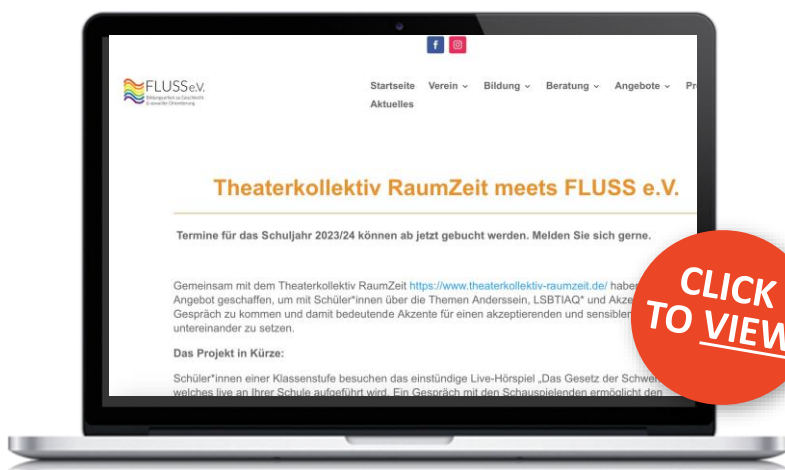 FLUSS e.V.
Bildungsarbeit zu Geschlecht
& sexueller Orientierung
Startseite Verein Bildung Beratung Angebote
Aktuelles
Theaterkollektiv RaumZeit meets FLUSS e.V.
Termine für das Schuljahr 2023/24 können ab jetzt gebucht werden. Melden Sie sich gerne.
Gemeinsam mit dem Theaterkollektiv RaumZeit https://www.theaterkollektiv-raumzeit.de/ haben
Angebot geschaffen, um mit Schüler*innen über die Themen Anderssein, LSBTIAQ* und
Gespräch zu kommen und damit bedeutende Akzente für einen akzeptierenden und sensiblen
untereinander zu setzen.
Das Projekt in Kürze:
Schüler*innen einer Klassenstufe besuchen das einstündige Live-Hörspiel „Das Gesetz der
welches live an Ihrer Schule aufgeführt wird. Ein Gespräch mit den Schauspielenden ermöglicht den
CLICK
TO VIEW